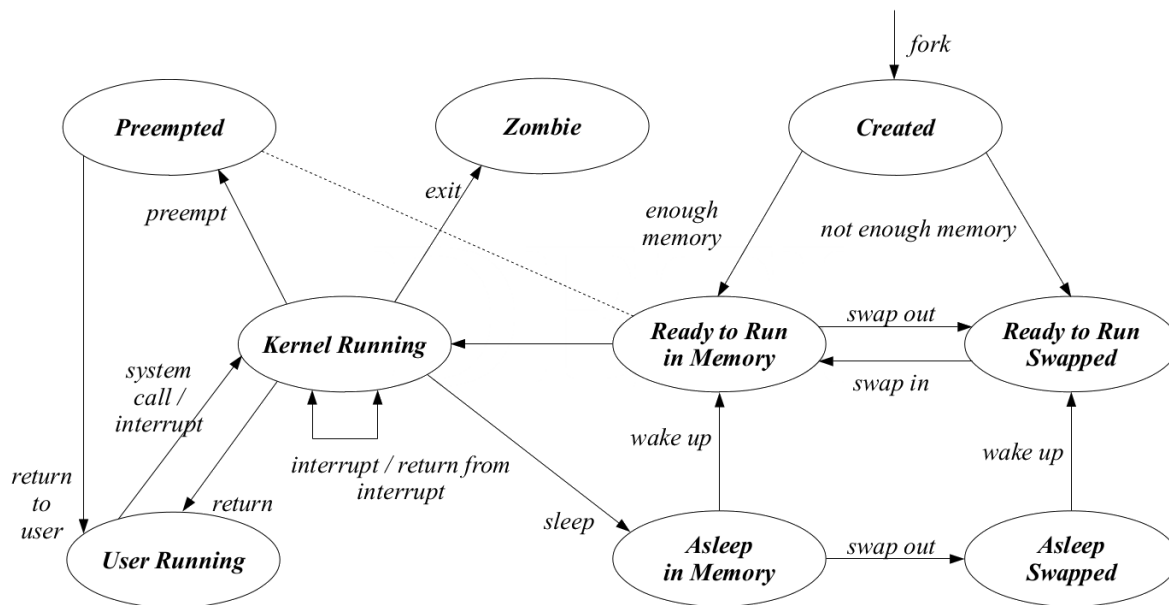 fork
Preempted
Zombie
Created
preempt
exit
enough
memory
not enough memory
Kernel Running
Ready to Run
in Memory
swap out
Ready to Run
Swapped
swap in
system
call /
interrupt
wake up
wake up
interrupt / return from
interrupt
return
to
user
return
sleep
User Running
Asleep
in Memory
swap out
Asleep
Swapped